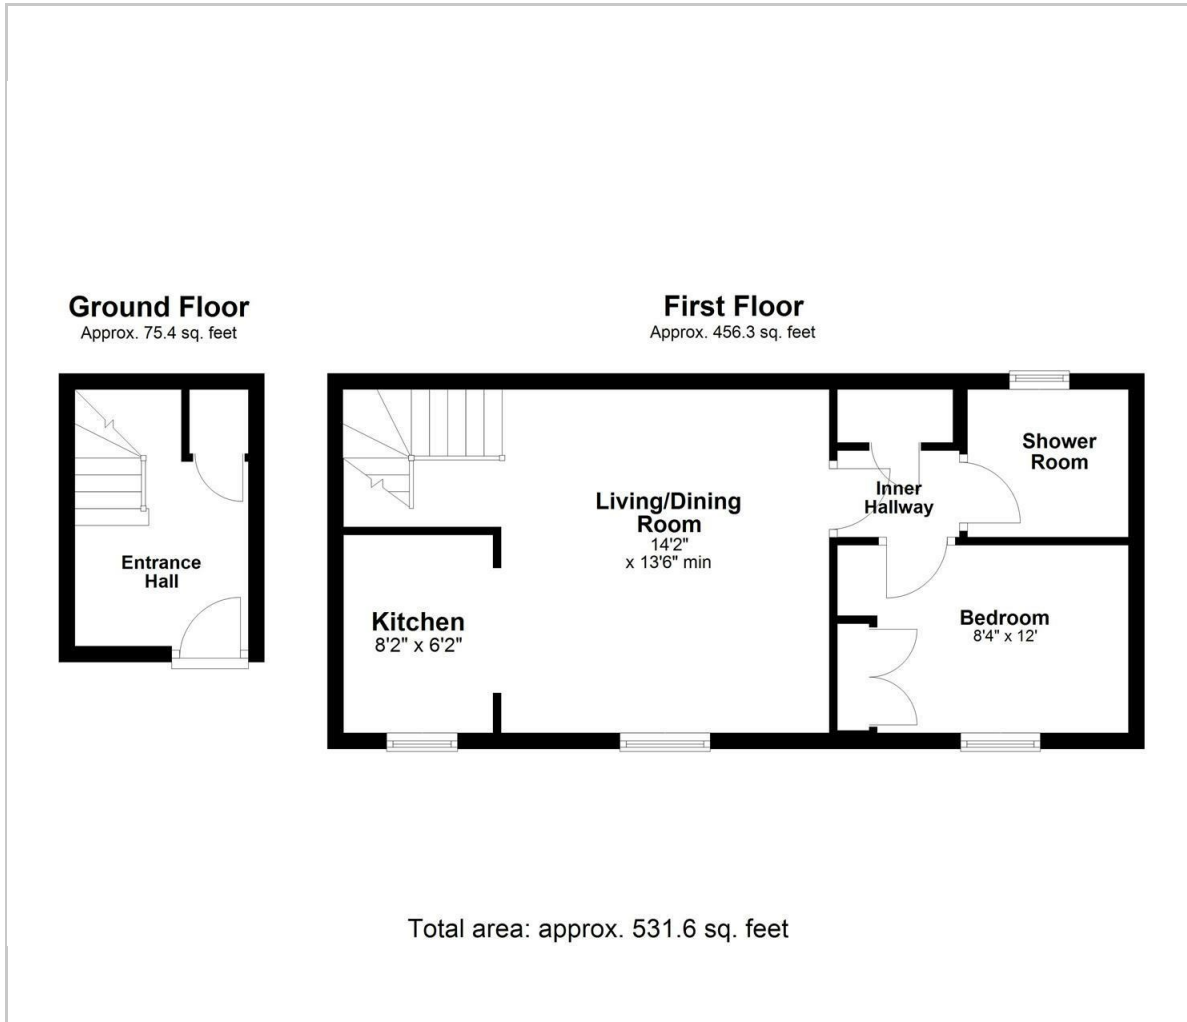 Ground Floor
Approx. 75.4 sq. feet
First Floor
Approx. 456.3 sq. feet
Entrance
Hall
Kitchen
8'2" x 6'2"
Living/Dining
Room
14'2"
x 13'6" min
Inner
Hallway
Shower
Room
Bedroom
8'4" x 12'
Total area: approx. 531.6 sq. feet